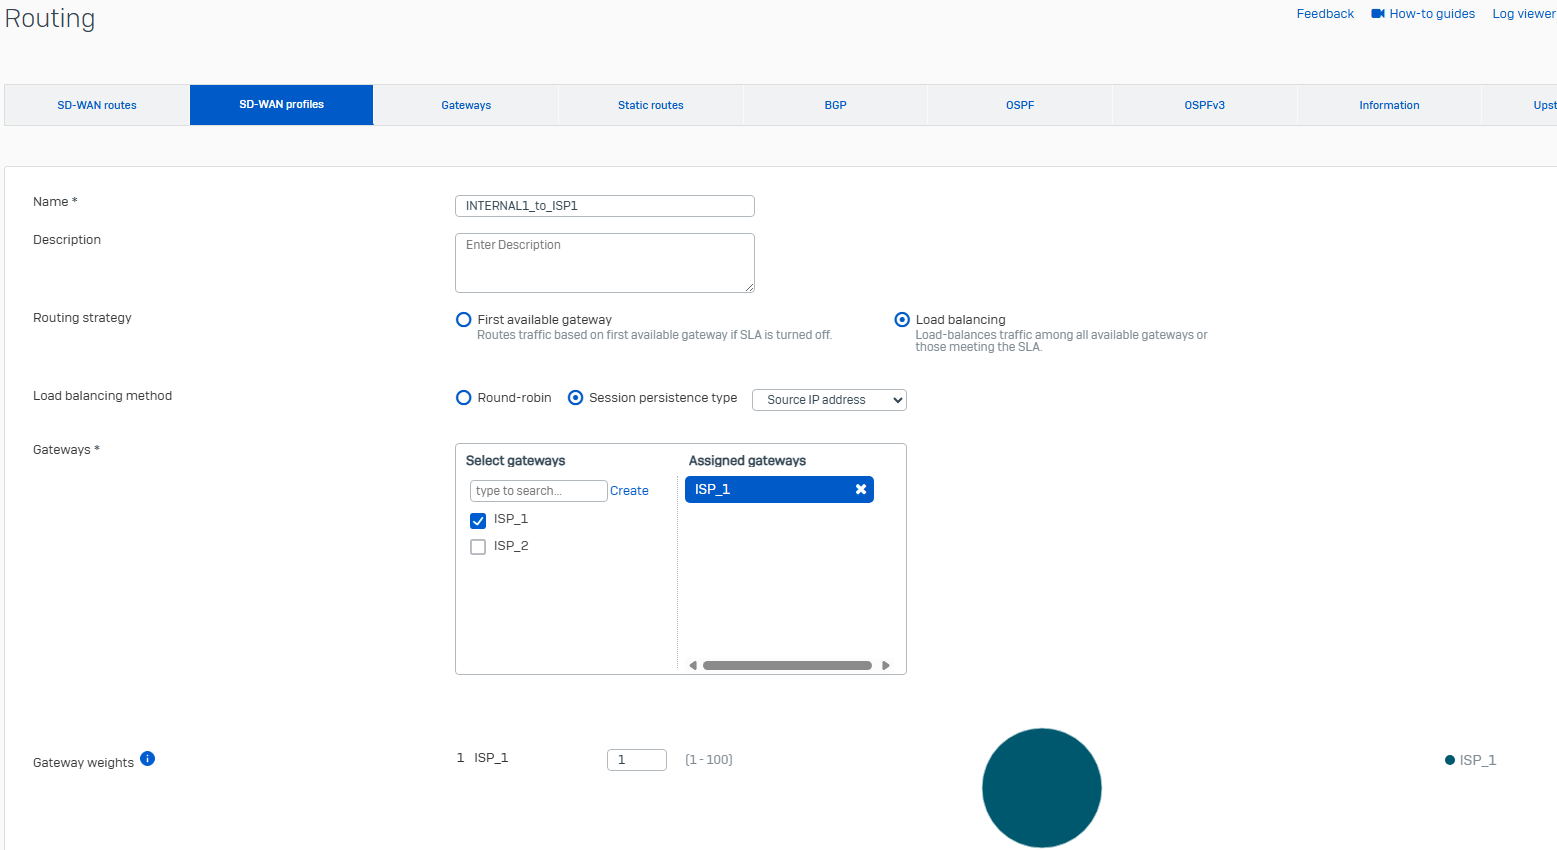 Routing
Feedback How-to guides Log viewer
SD-WAN routes SD-WAN profiles Gateways Static routes BGP OSPF OSPFv3 Information Upst
Name * INTERNAL1_to_ISP1
Description Enter Description
Routing strategy First available gateway Load balancing
Routes traffic based on first available gateway if SLA is turned off. Load-balances traffic among all available gateways or
those meeting the SLA.
Load balancing method Round-robin Session persistence type Source IP address
Gateways *
Select gateways Assigned gateways
type to search... Create ISP_1
ISP_1
ISP_2
Gateway weights 1 ISP_1 1 (1 - 100) ISP_1